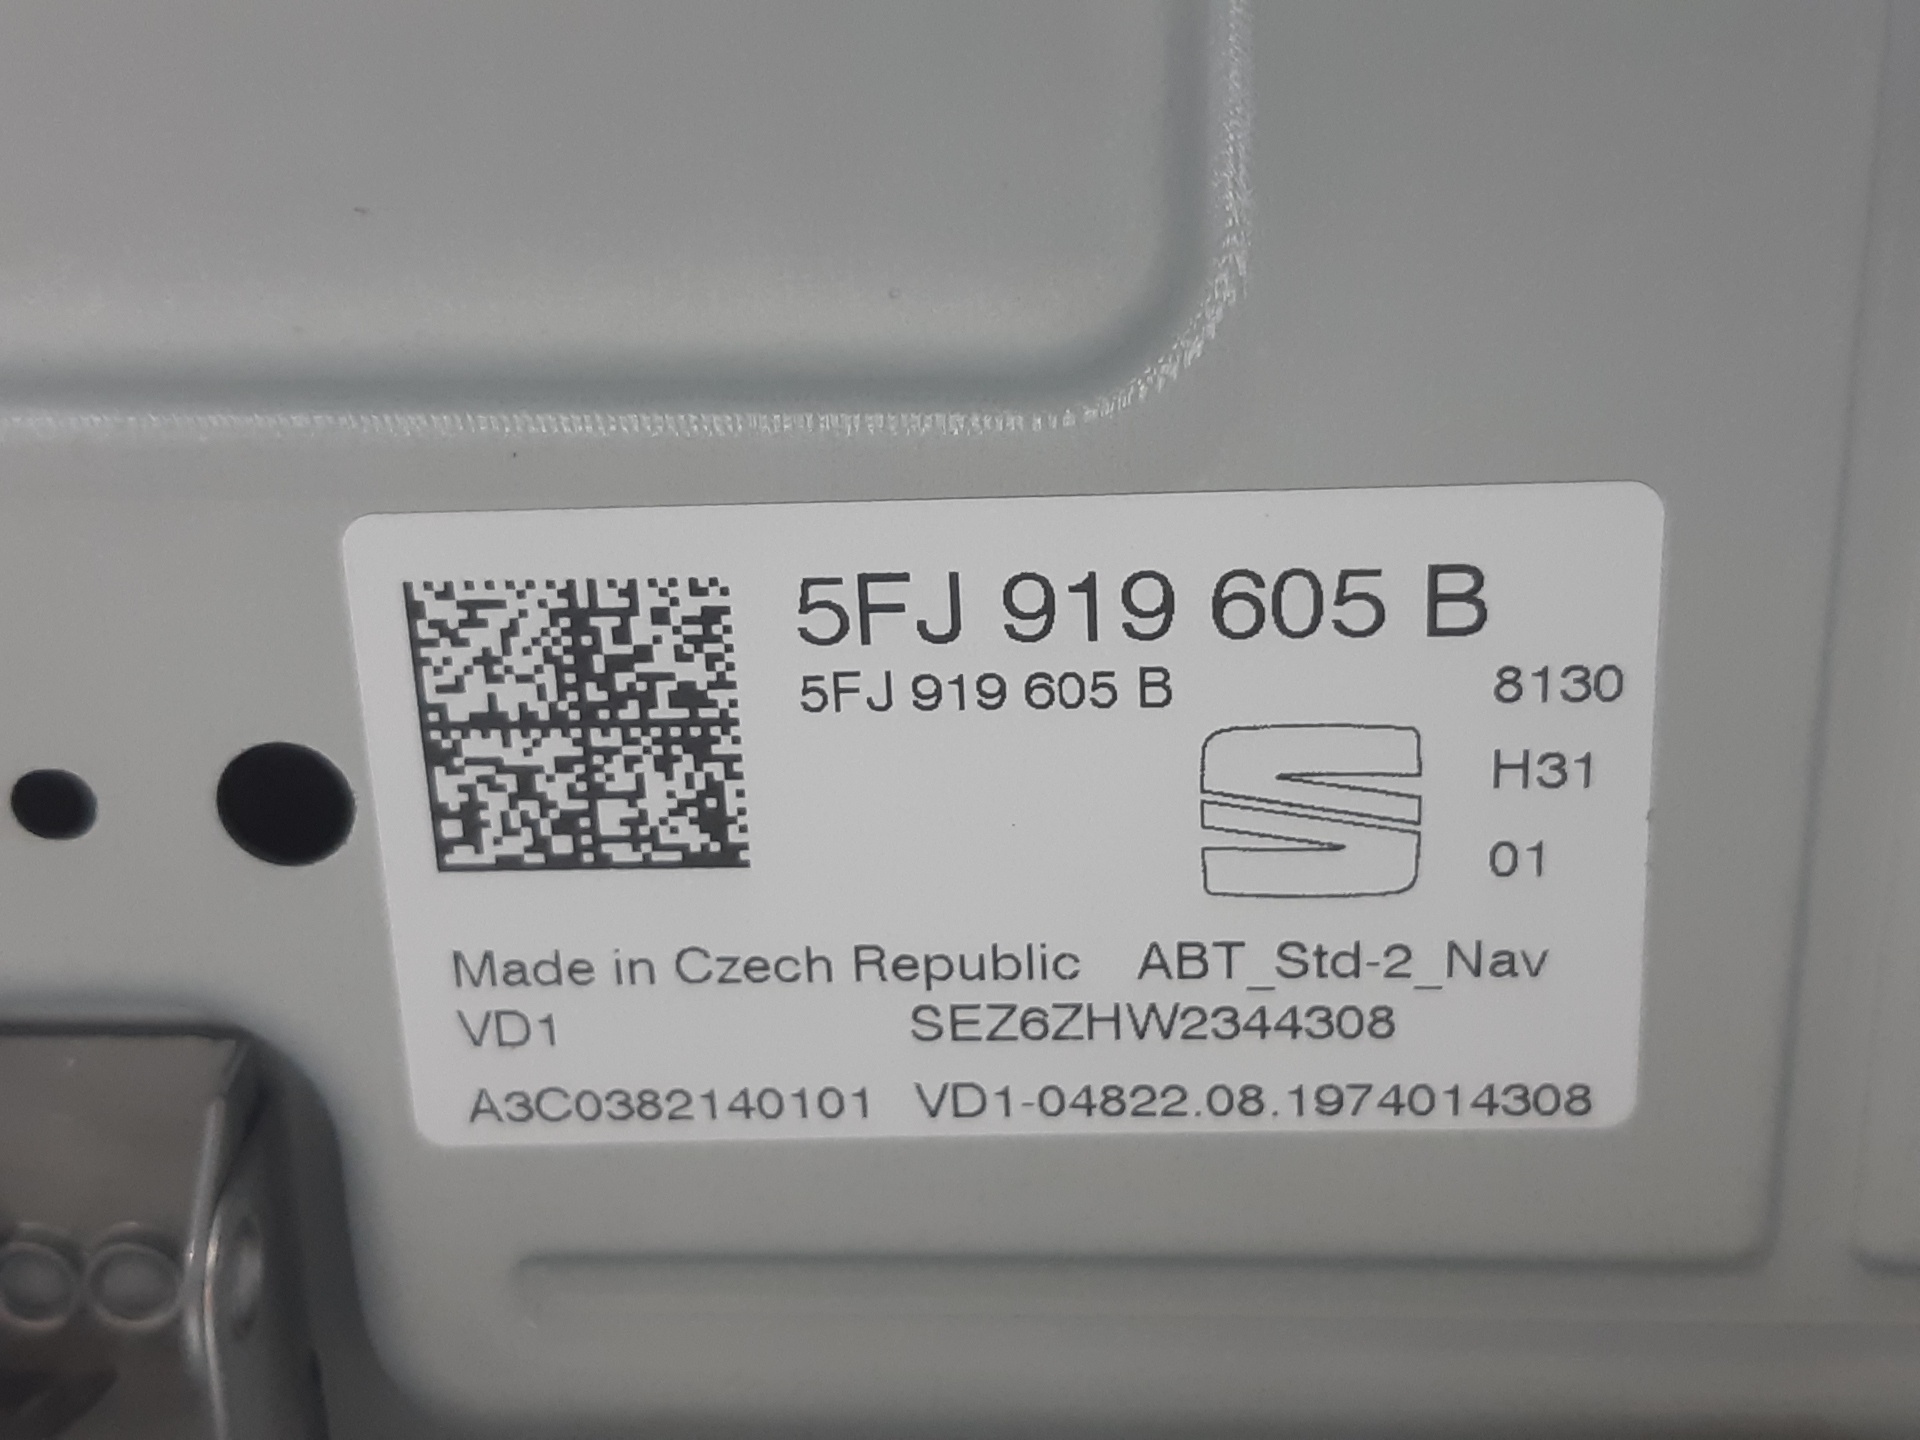 5FJ 919 605 B
5FJ 919 605 B 8130
H31
01
Made in Czech Republic ABT_Std-2_Nav
VD1 SEZ6ZHW2344308
A3C0382140101 VD1-04822.08.1974014308